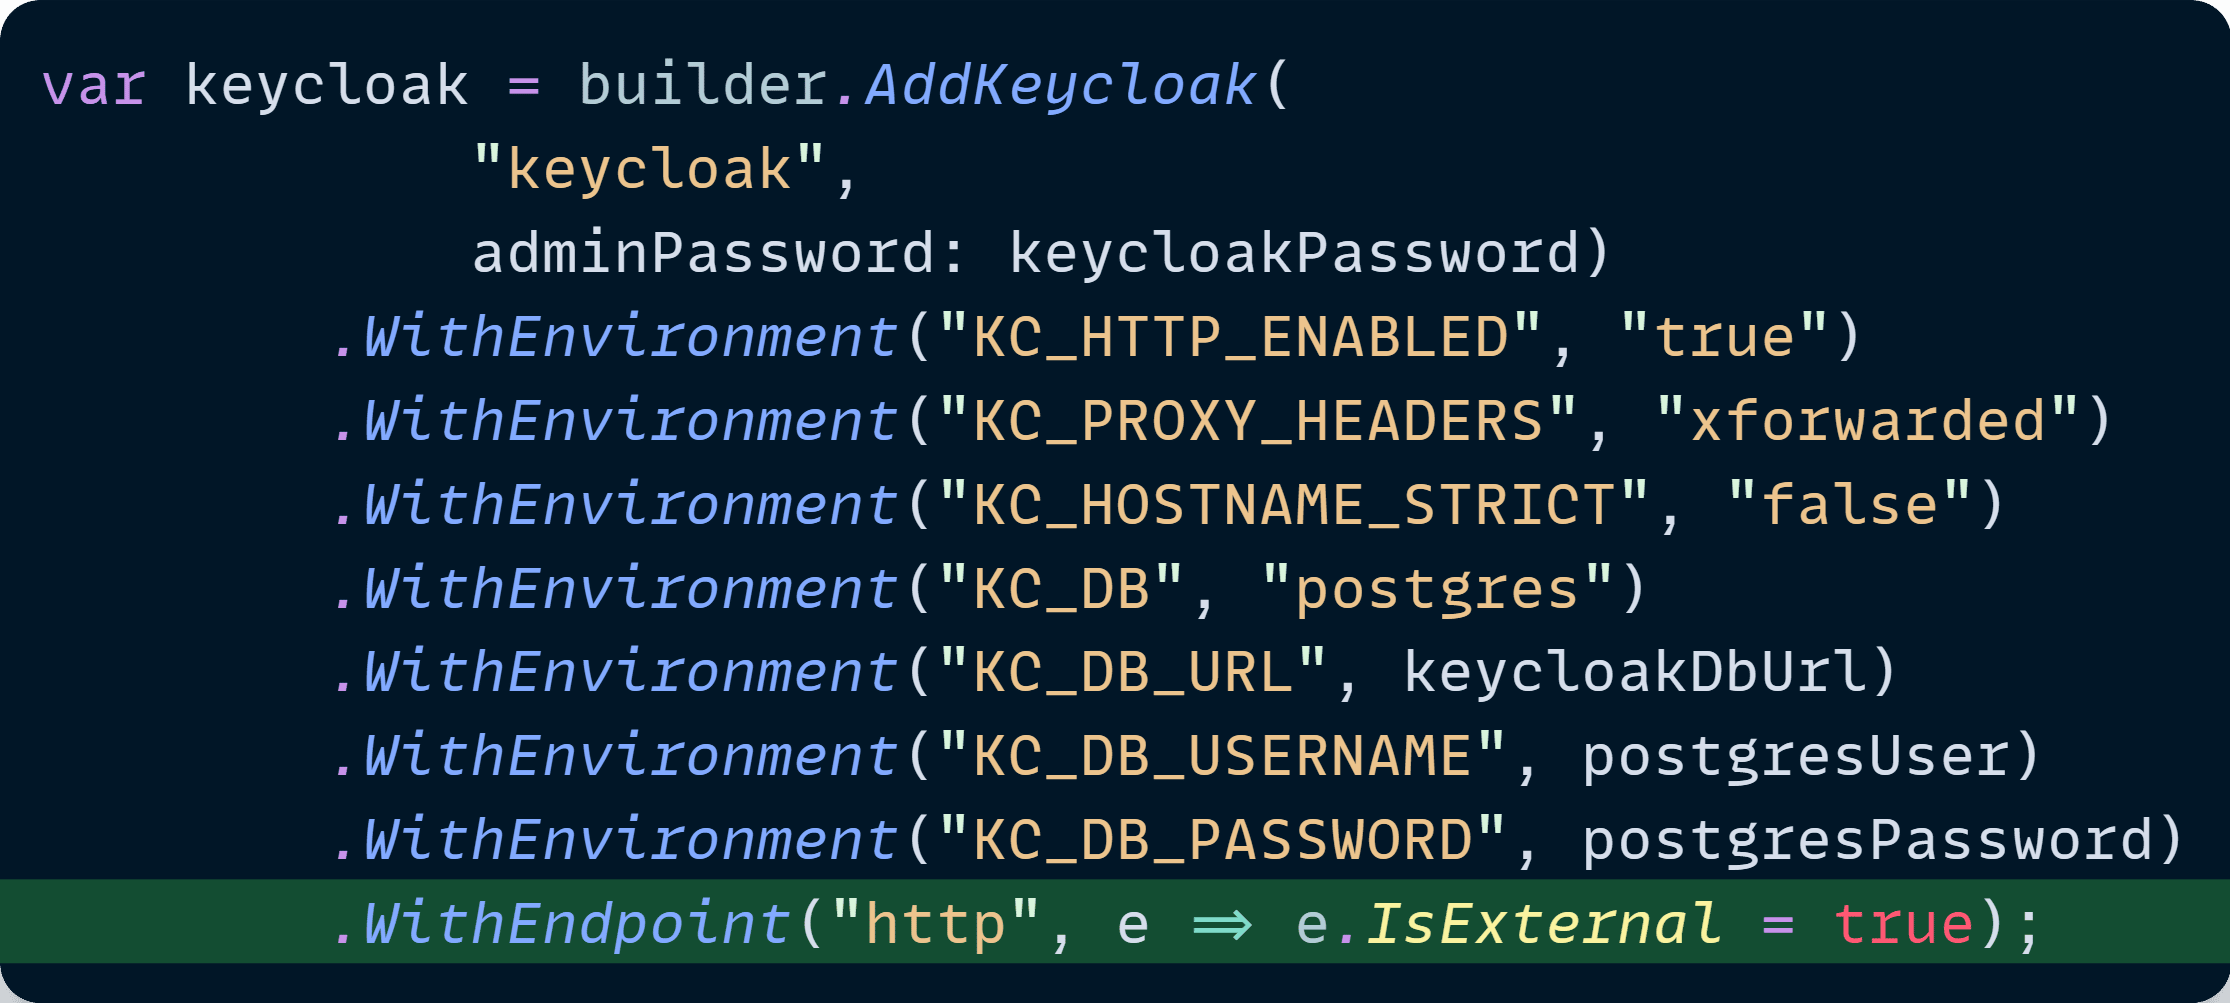 var keycloak = builder.AddKeycloak(
"keycloak",
adminPassword: keycloakPassword)
.WithEnvironment("KC_HTTP_ENABLED", "true")
.WithEnvironment("KC_PROXY_HEADERS", "xforwarded")
.WithEnvironment("KC_HOSTNAME_STRICT", "false")
.WithEnvironment("KC_DB", "postgres")
.WithEnvironment("KC_DB_URL", keycloakDbUrl)
.WithEnvironment("KC_DB_USERNAME", postgresUser)
.WithEnvironment("KC_DB_PASSWORD", postgresPassword)
.WithEndpoint("http", e => e.IsExternal = true);